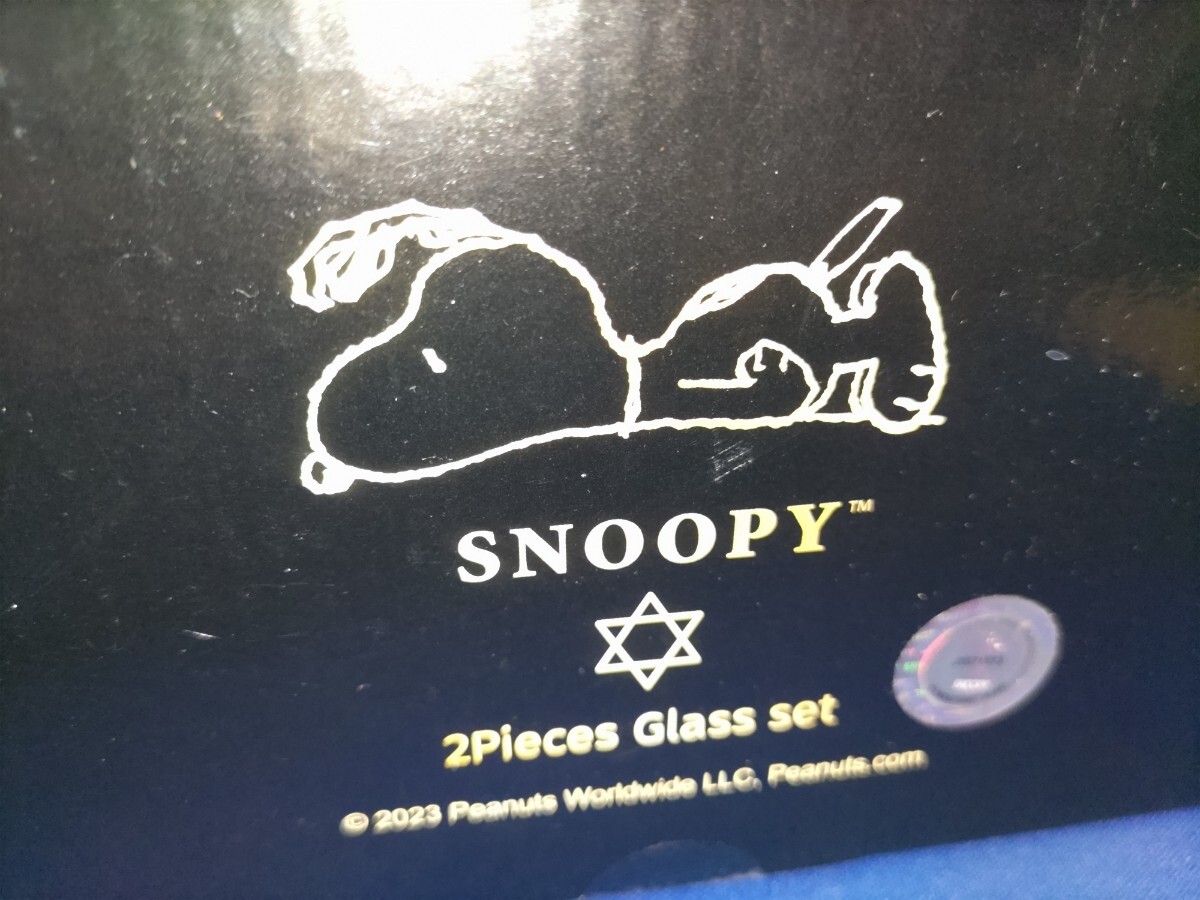 SNOOPY™
2Pieces Glass set
© 2023 Peanuts Worldwide LLC, Peanuts.com